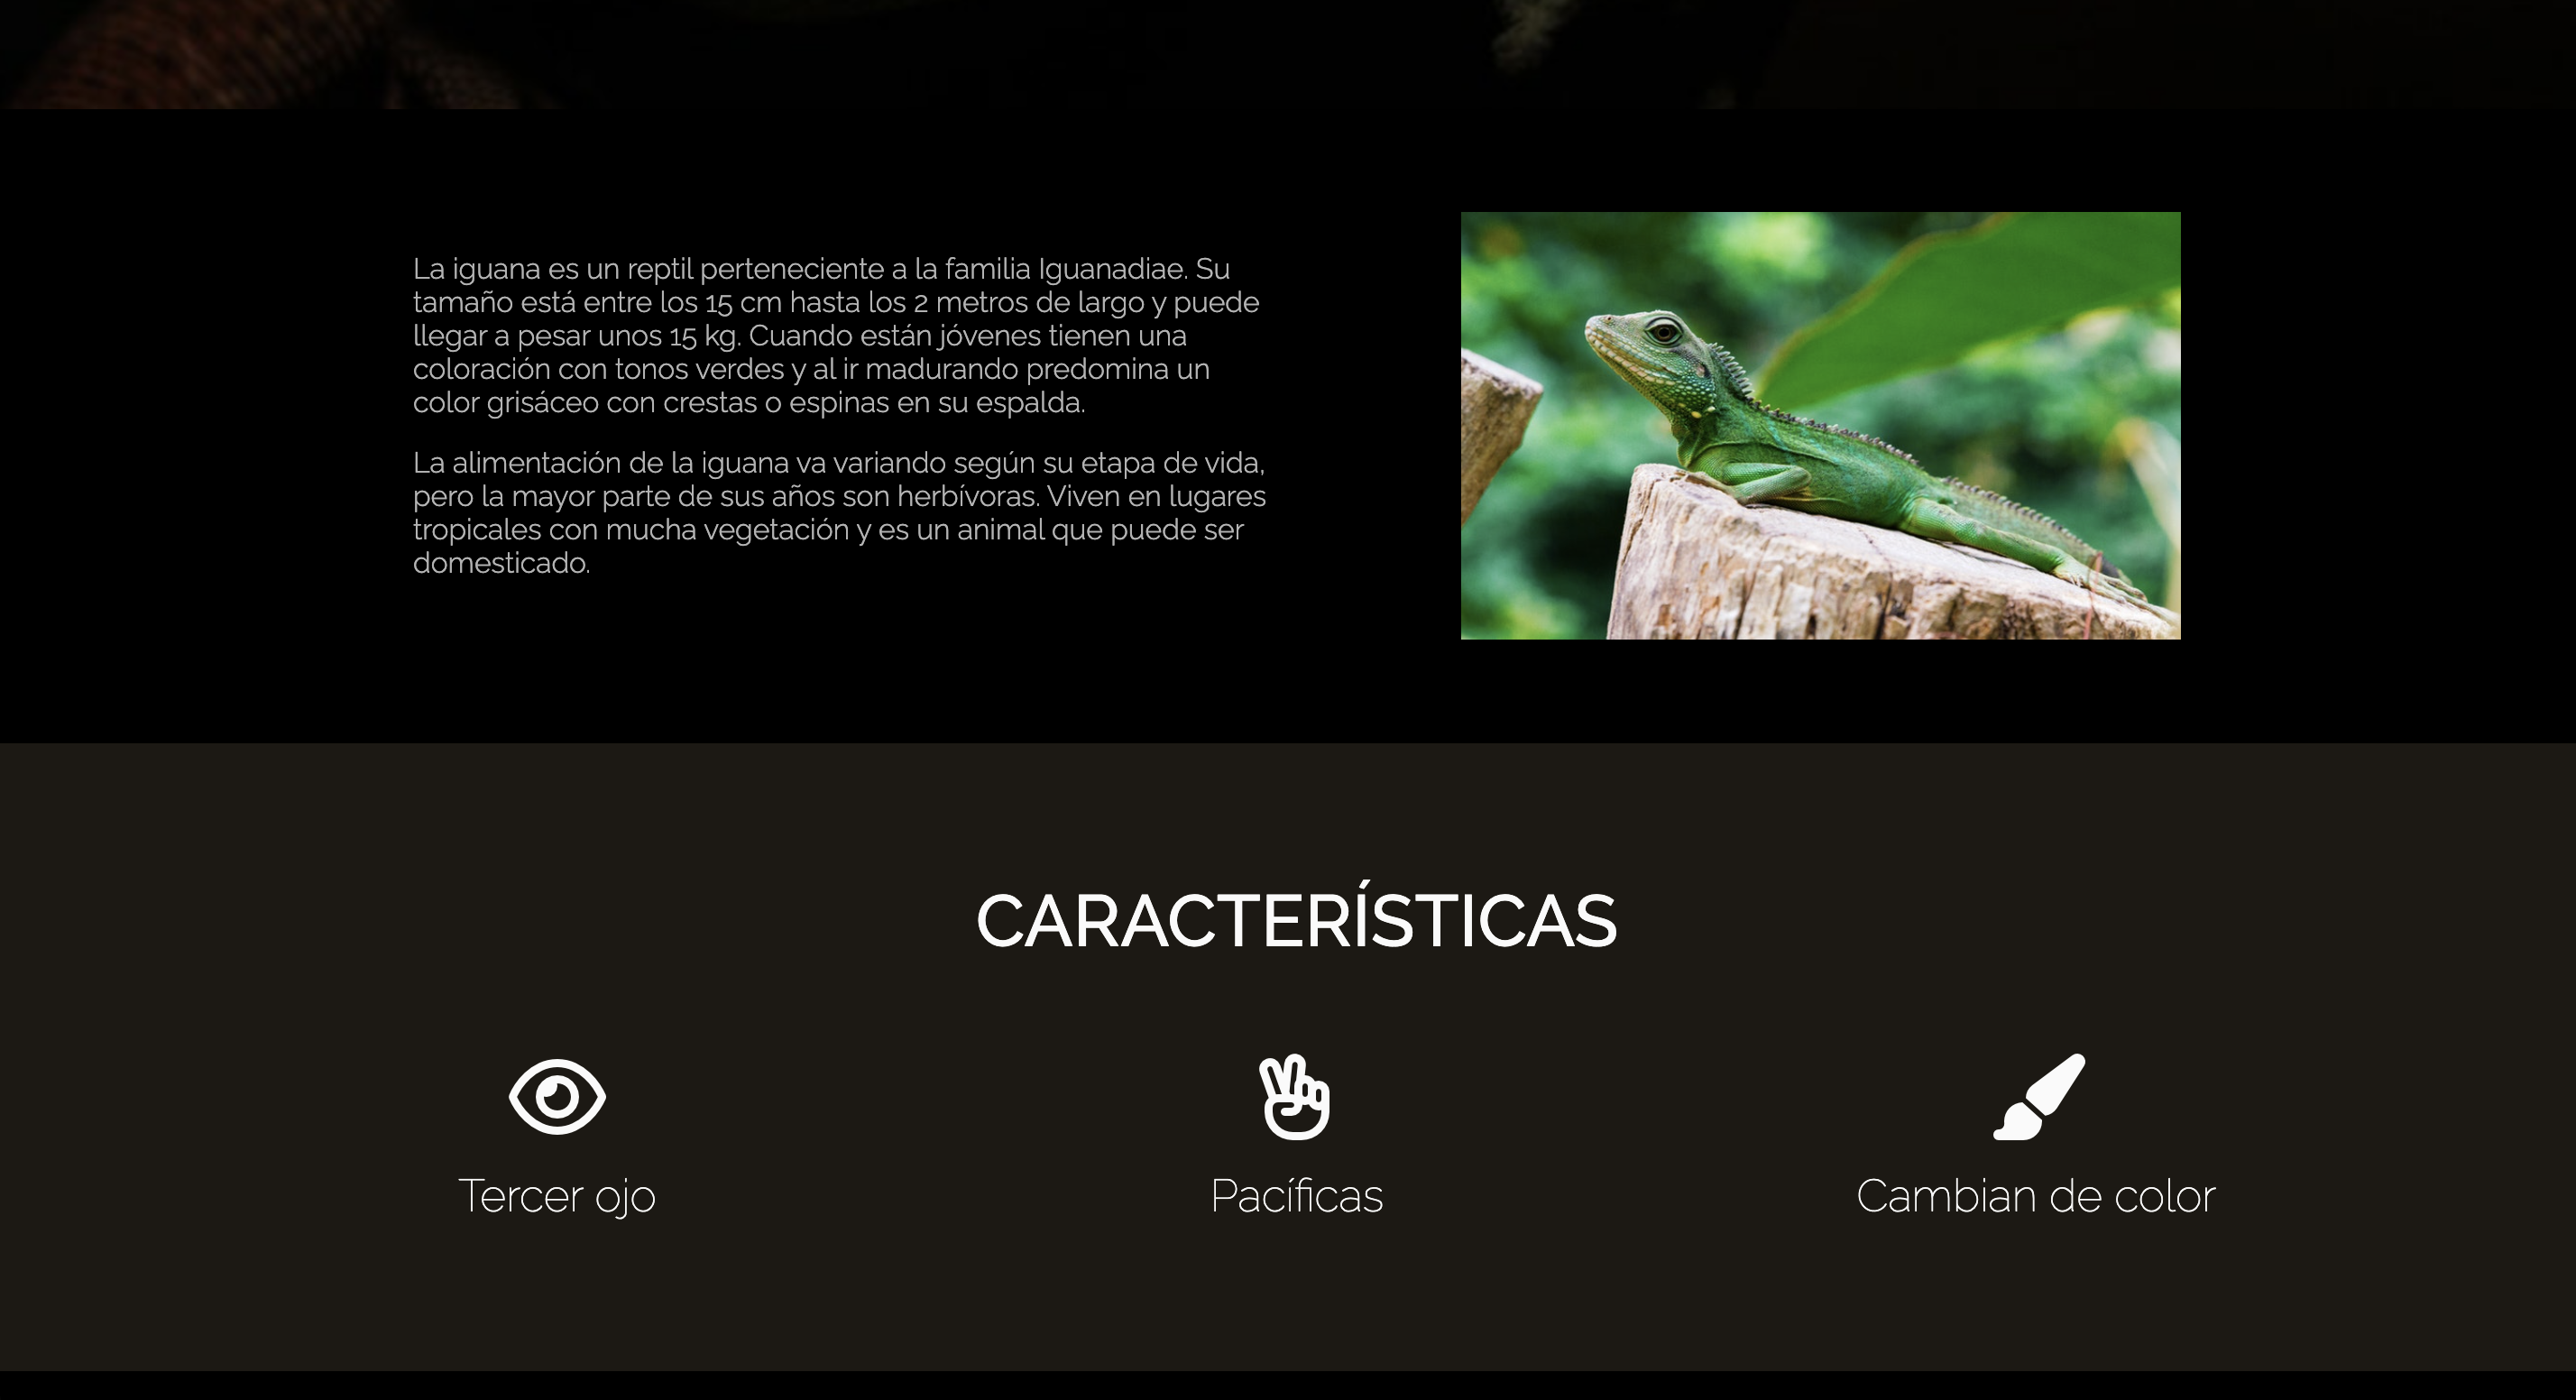 La iguana es un reptil perteneciente a la familia Iguanadiae. Su
tamaño está entre los 15 cm hasta los 2 metros de largo y puede
llegar a pesar unos 15 kg. Cuando están jóvenes tienen una
coloración con tonos verdes y al ir madurando predomina un
color grisáceo con crestas o espinas en su espalda.
La alimentación de la iguana va variando según su etapa de vida,
pero la mayor parte de sus años son herbívoras. Viven en lugares
tropicales con mucha vegetación y es un animal que puede ser
domesticado.
CARACTERÍSTICAS
Tercer ojo
Pacíficas
Cambian de color